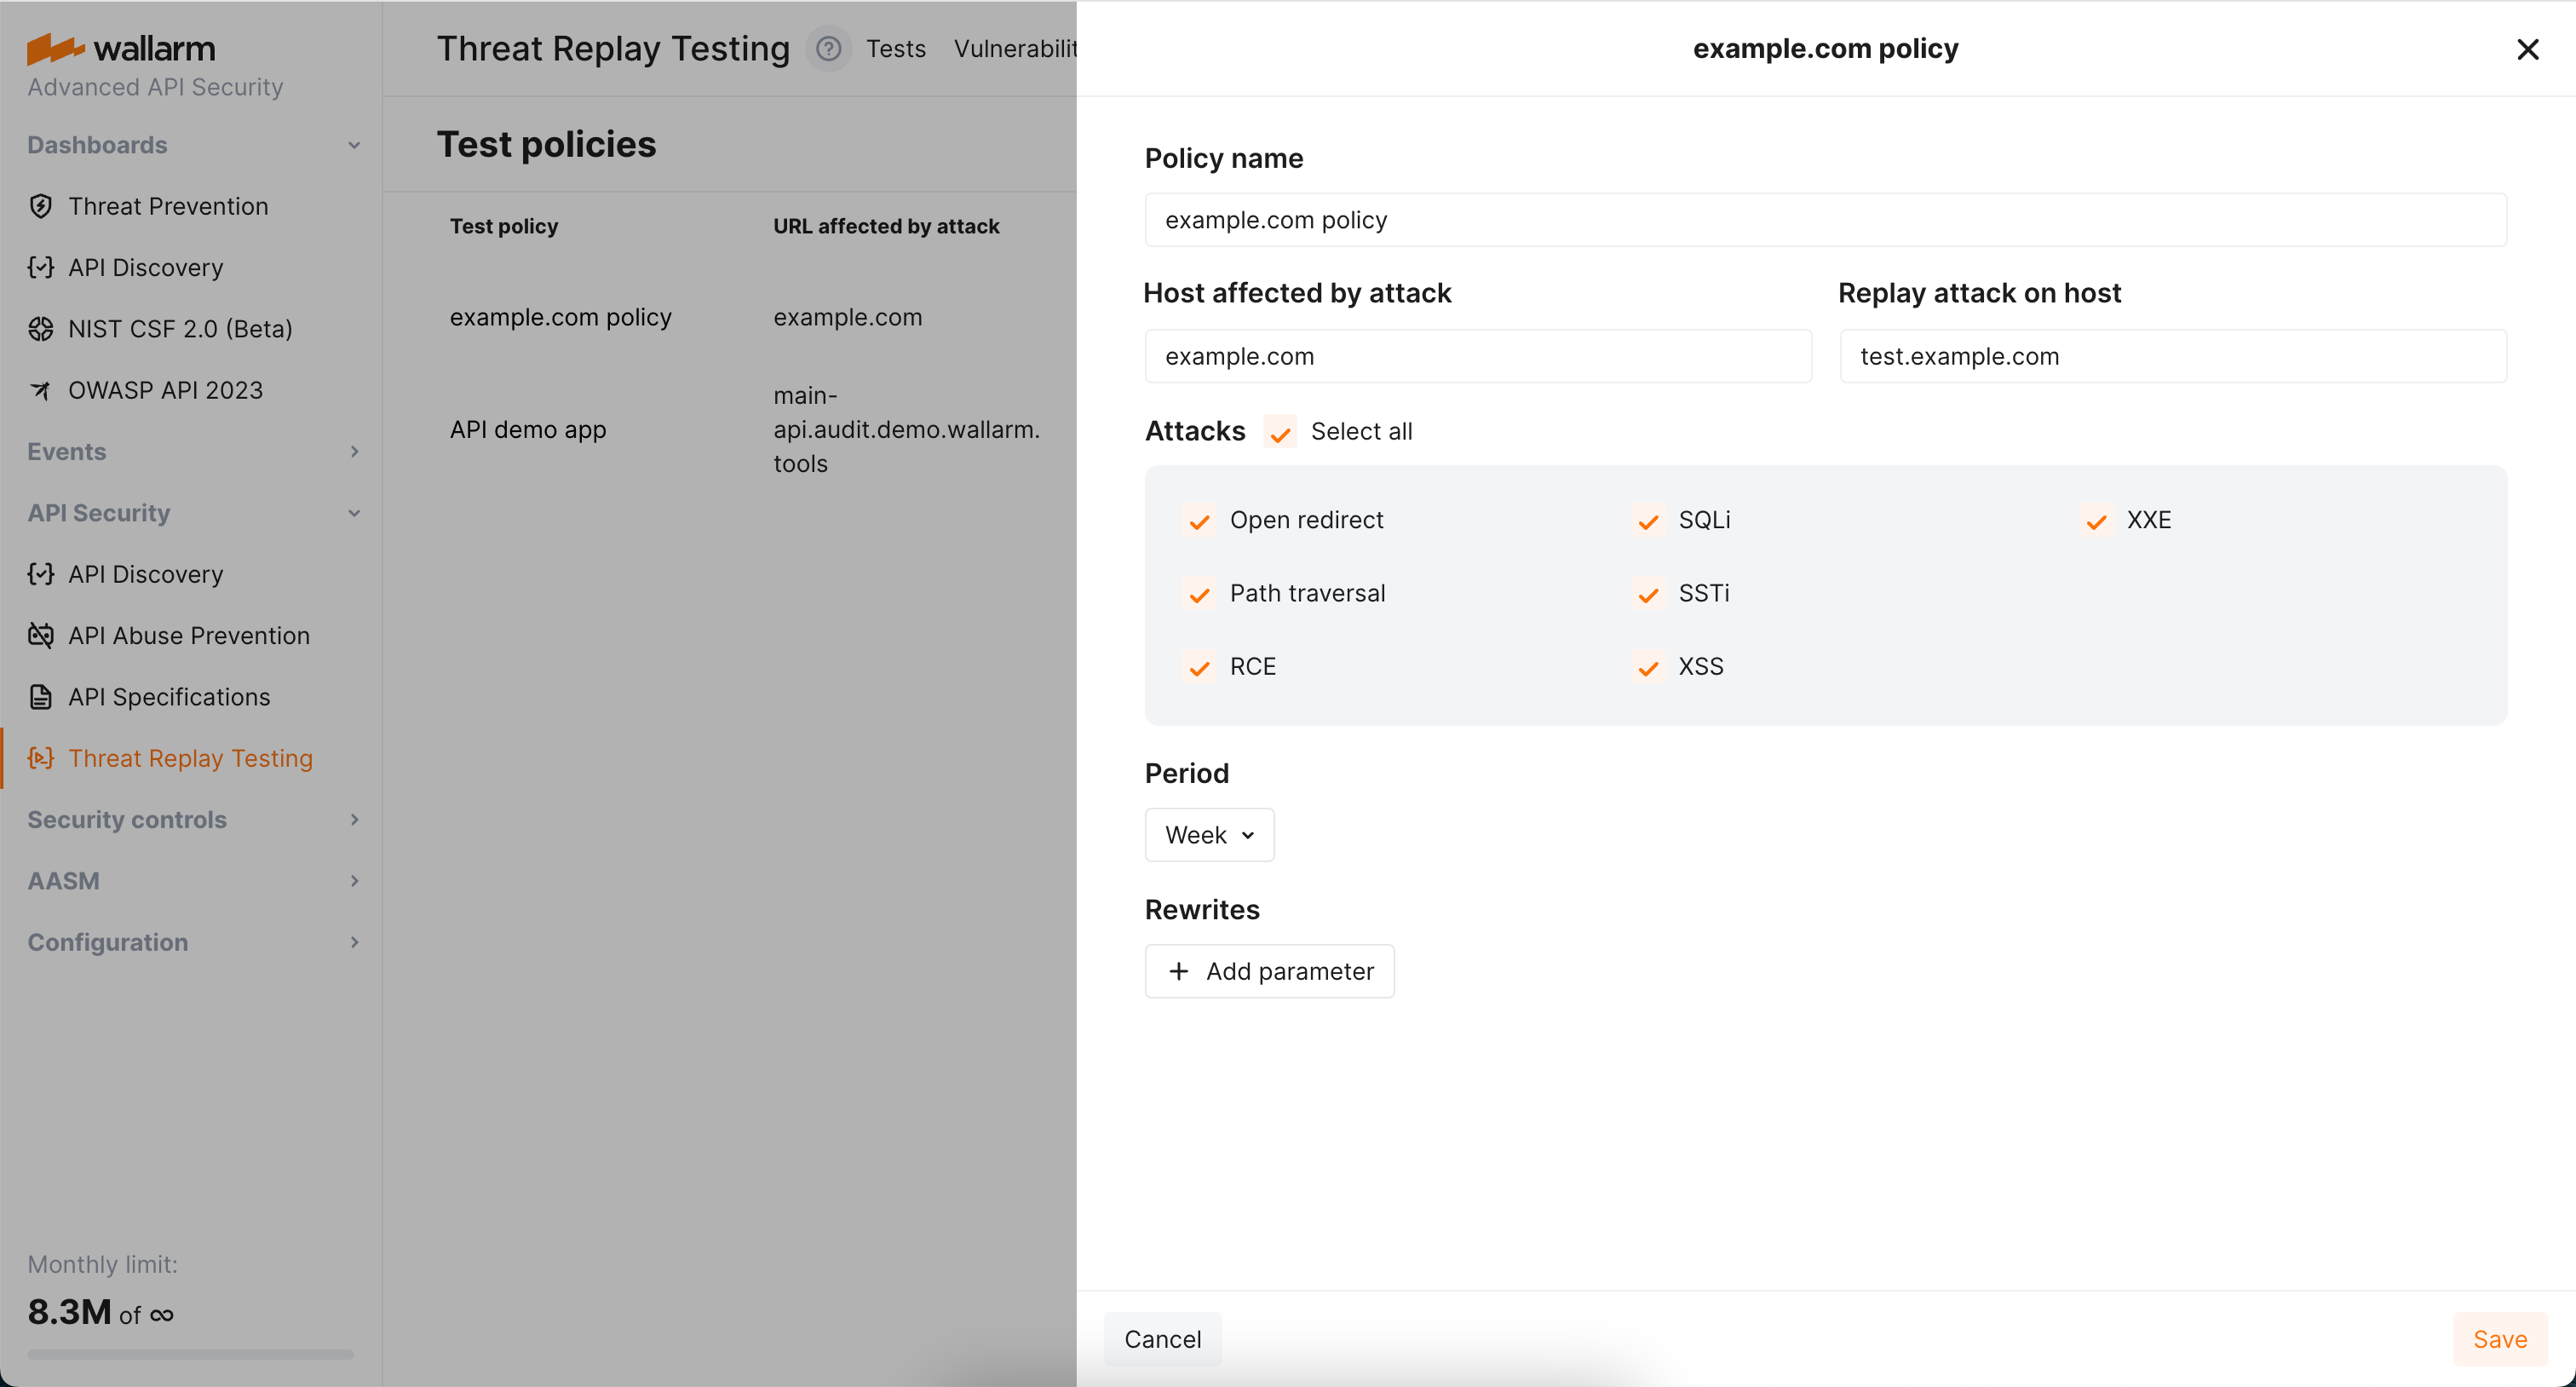 wallarm
Advanced API Security
Dashboards
Threat Prevention
API Discovery
NIST CSF 2.0 (Beta)
OWASP API 2023
Events
API Security
API Discovery
API Abuse Prevention
API Specifications
Threat Replay Testing
Security controls
AASM
Configuration
Monthly limit:
8.3M of ∞
Threat Replay Testing ? Tests Vulnerabilit
Test policies
Test policy URL affected by attack
example.com policy example.com
API demo app
main-
api.audit.demo.wallarm.
tools
example.com policy
Policy name
example.com policy
Host affected by attack Replay attack on host
example.com test.example.com
Attacks Select all
Open redirect SQLi XXE
Path traversal SSTi
RCE XSS
Period
Week
Rewrites
+ Add parameter
Cancel Save